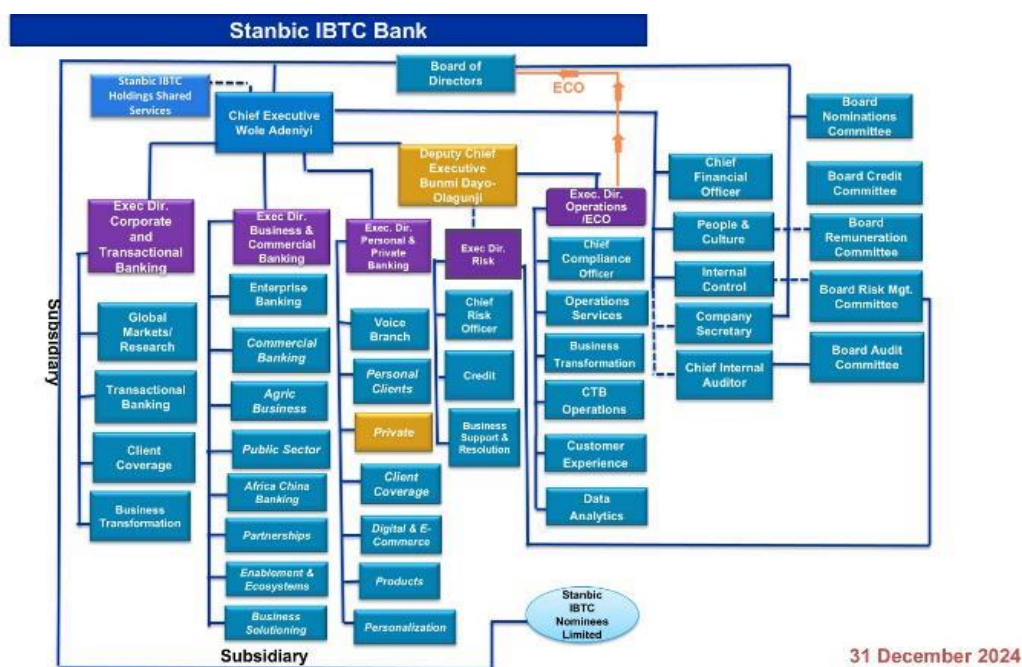 Stanbic IBTC Bank
Board of
Directors
ECO
Stanbic IBTC
Holdings Shared
Services
Chief Executive
Wole Adeniyi
Board
Nominations
Committee
Deputy Chief
Executive
Bunmi Dayo-
Olagunji
Chief
Financial
Officer
Board Credit
Committee
Exec Dir.
Corporate
and
Transactional
Banking
Exec Dir.
Business &
Commercial
Banking
Exec. Dir.
Personal &
Private
Banking
Exec Dir.
Risk
Exec. Dir.
Operations
/ECO
People &
Culture
Board
Remuneration
Committee
Chief
Compliance
Officer
Internal
Control
Board Risk Mgt.
Committee
Enterprise
Banking
Subsidiary
Global
Markets/
Research
Voice
Branch
Chief
Risk
Officer
Operations
Services
Company
Secretary
Commercial
Banking
Business
Transformation
Board Audit
Committee
Personal
Clients
Credit
Chief Internal
Auditor
Transactional
Banking
Agric
Business
CTB
Operations
Private
Business
Support &
Resolution
Public Sector
Customer
Experience
Client
Coverage
Client
Coverage
Africa China
Banking
Data
Analytics
Business
Transformation
Partnerships
Digital & E-
Commerce
Enablement &
Ecosystems
Products
Business
Solutioning
Personalization
Stanbic
IBTC
Nominees
Limited
Subsidiary
31 December 2024